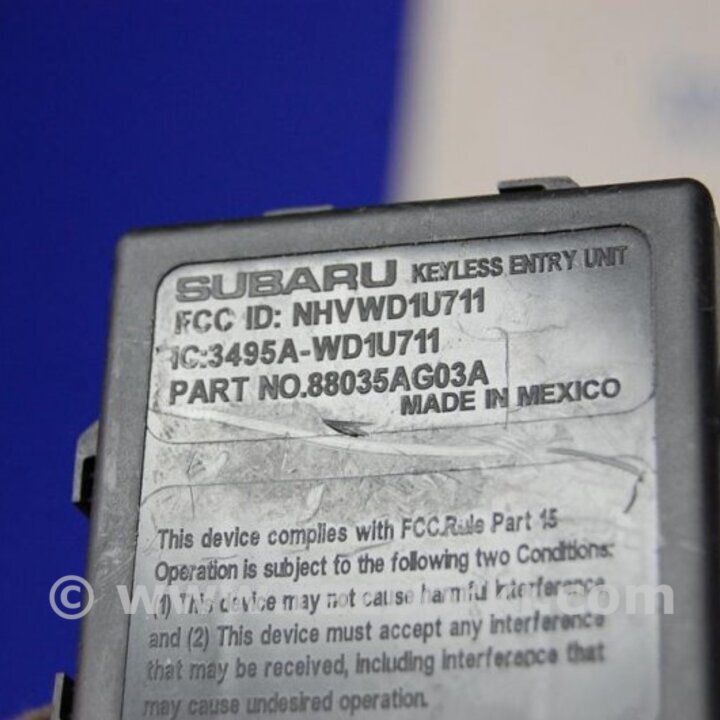 SUBARU KEYLESS ENTRY UNIT
FCC ID: NHVWD1U711
IC:3495A-WD1U711
PART NO.88035AG03A
MADE IN MEXICO
This device complies with FCC Rule Part 15
Operation is subject to the following two Conditions:
(1) This device may not cause harmful interference
and (2) This device must accept any interference
that may be received, including interference that
may cause undesired operation.
© .com